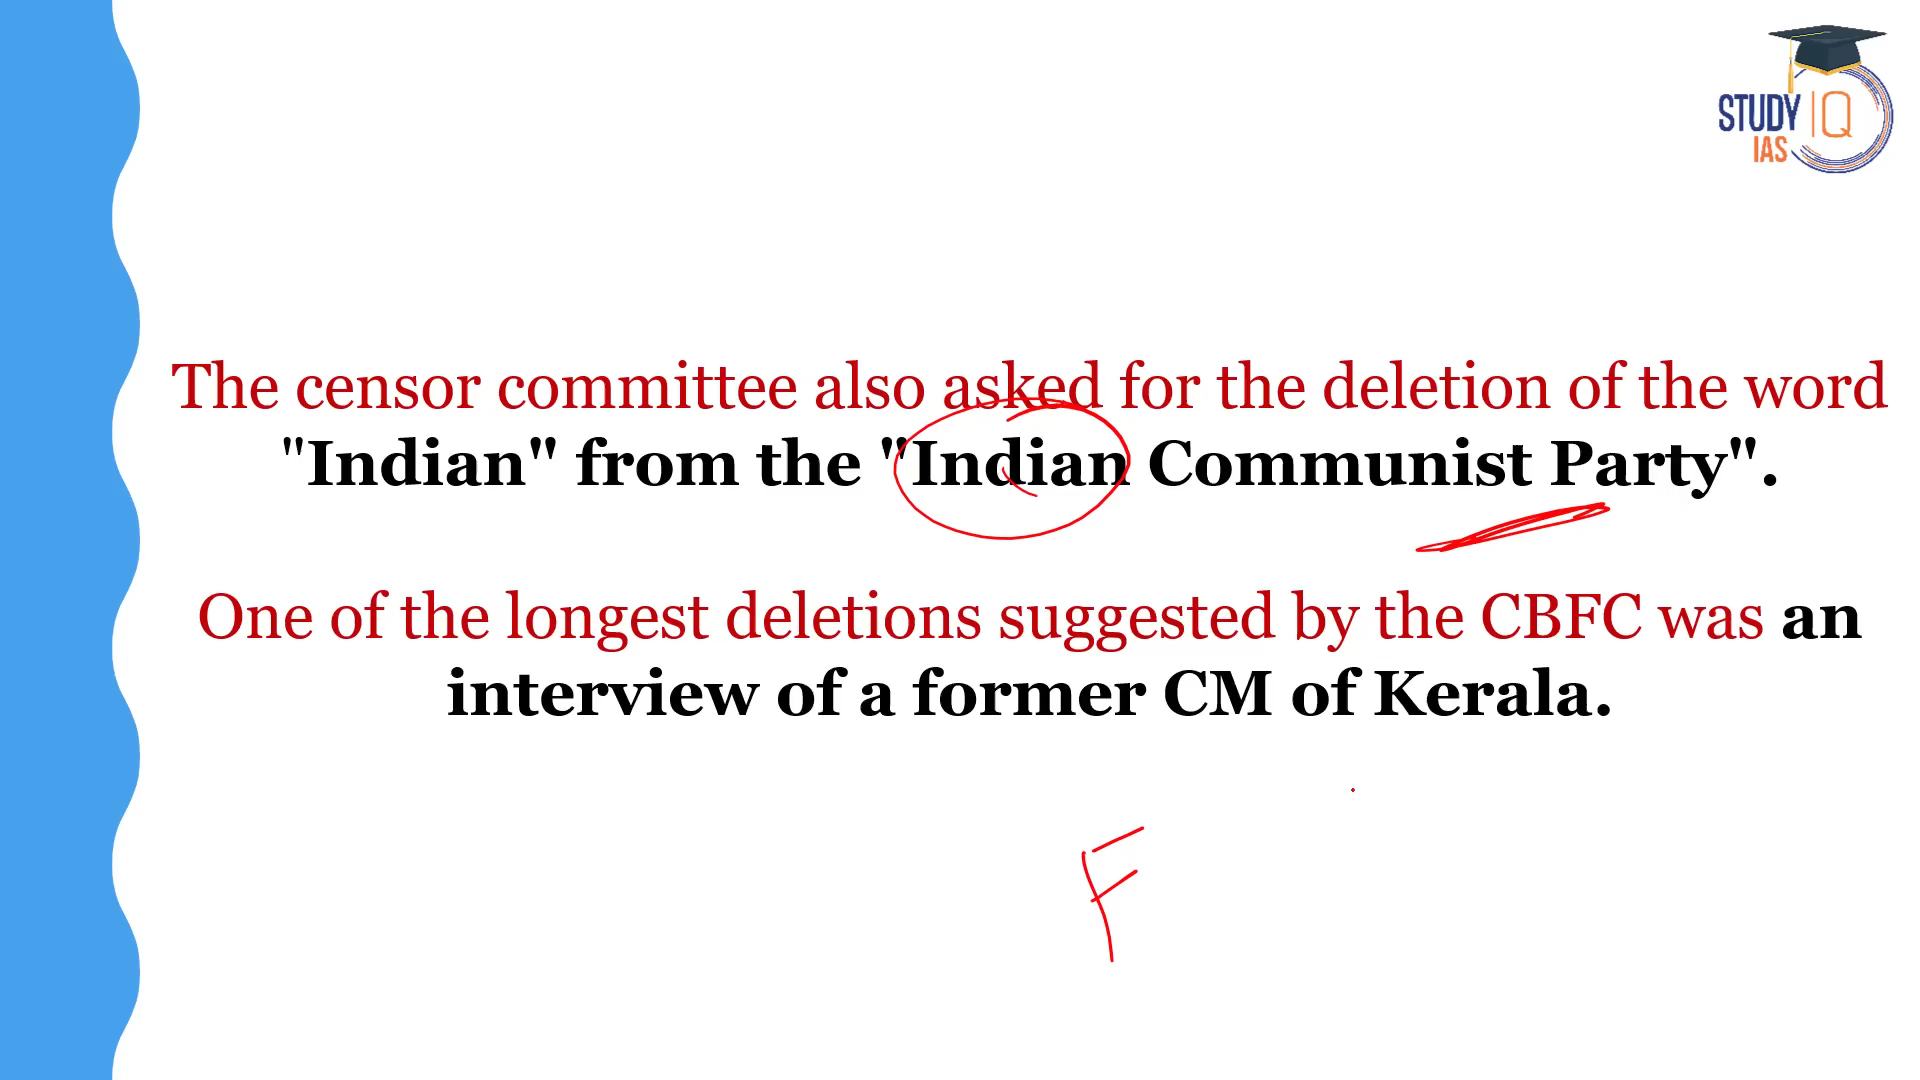 STUDY IQ
IAS
The censor committee also asked for the deletion of the word
"Indian" from the "Indian Communist Party".
One of the longest deletions suggested by the CBFC was an
interview of a former CM of Kerala.
F